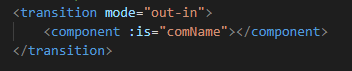 <transition mode="out-in">
<component :is="comName"></component>
</transition>